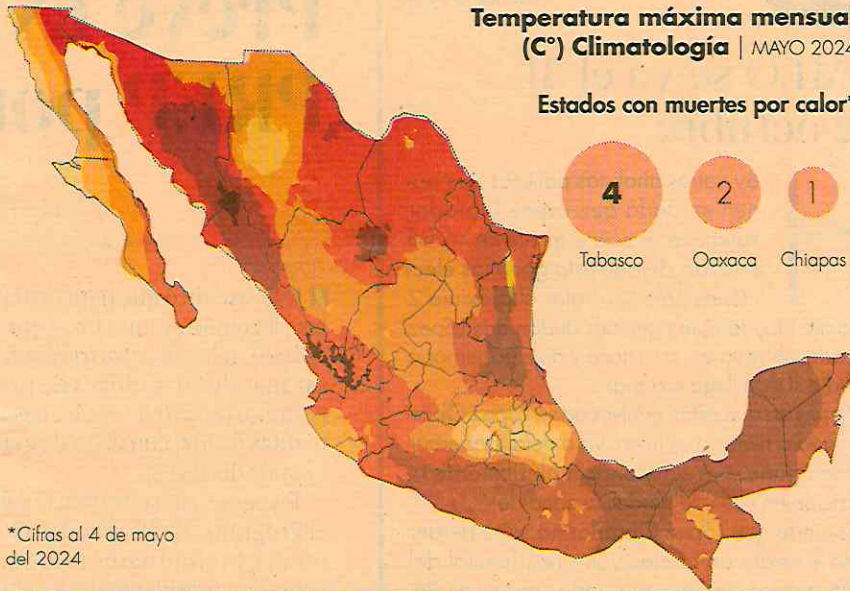 Temperatura máxima mensua
(C°) Climatología | MAYO 2024
Estados con muertes por calor*
4
2
1
Tabasco
Oaxaca
Chiapas
*Cifras al 4 de mayo
del 2024